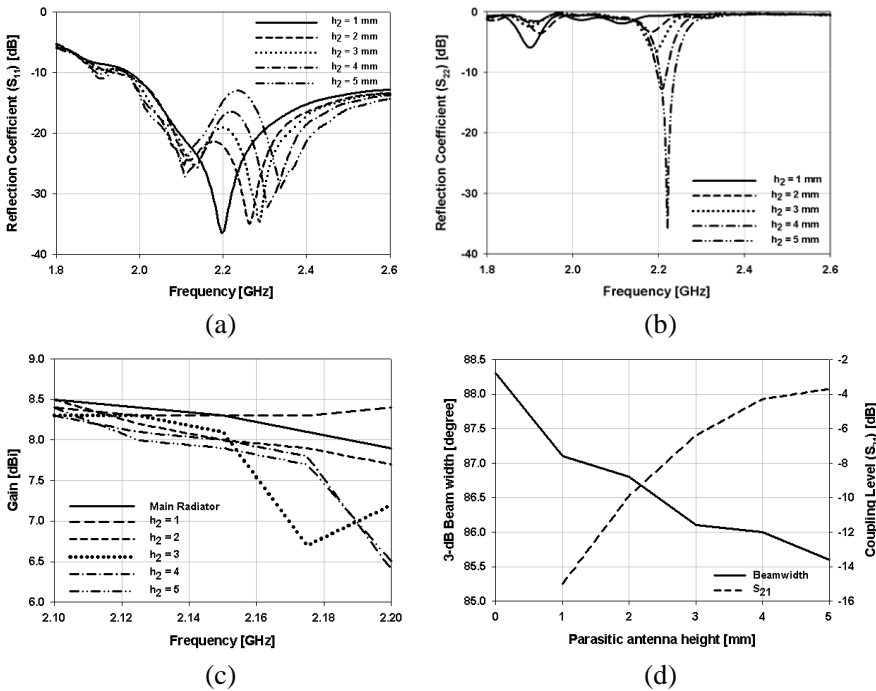 Reflection Coefficient (S11) [dB]
0
-10
-20
-30
-40
1.8 2.0 2.2 2.4 2.6
Frequency [GHz]
h2 = 1 mm
h2 = 2 mm
h2 = 3 mm
h2 = 4 mm
h2 = 5 mm
(a)
Reflection Coefficient (S22) [dB]
0
-10
-20
-30
-40
1.8 2.0 2.2 2.4 2.6
Frequency [GHz]
h2 = 1 mm
h2 = 2 mm
h2 = 3 mm
h2 = 4 mm
h2 = 5 mm
(b)
Gain [dBi]
9.0
8.5
8.0
7.5
7.0
6.5
6.0
2.10 2.13 2.16 2.18 2.20
Frequency [GHz]
Main Radiator
h2 = 1
h2 = 2
h2 = 3
h2 = 4
h2 = 5
(c)
3-dB Beam width [degree]
88.5
88.0
87.5
87.0
86.5
86.0
85.5
85.0
0 1 2 3 4 5
Parasitic antenna height [mm]
Beamwidth
S21
-2
-4
-6
-8
-10
-12
-14
-16
Coupling Level [dB]
(d)